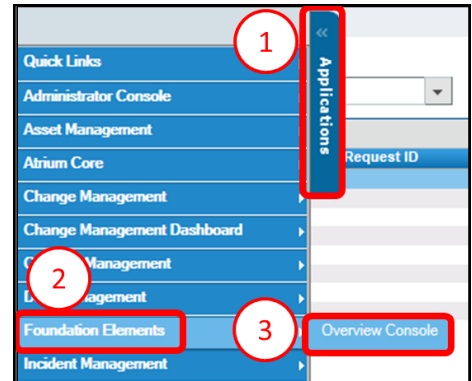 1
«
Applications
Quick Links
Administrator Console
Asset Management
Atrium Core
Request ID
Change Management
Change Management Dashboard
Management
2
Foundation Elements
3
Overview Console
Incident Management